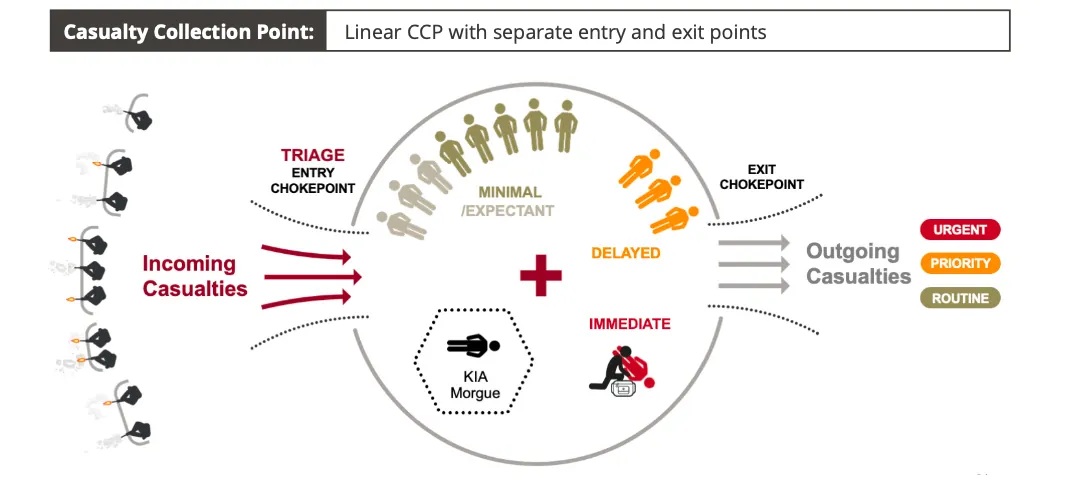 Casualty Collection Point: Linear CCP with separate entry and exit points
TRIAGE
ENTRY
CHOKEPOINT
MINIMAL
/EXPECTANT
EXIT
CHOKEPOINT
DELAYED
Incoming
Casualties
Outgoing
Casualties
URGENT
PRIORITY
ROUTINE
IMMEDIATE
KIA
Morgue